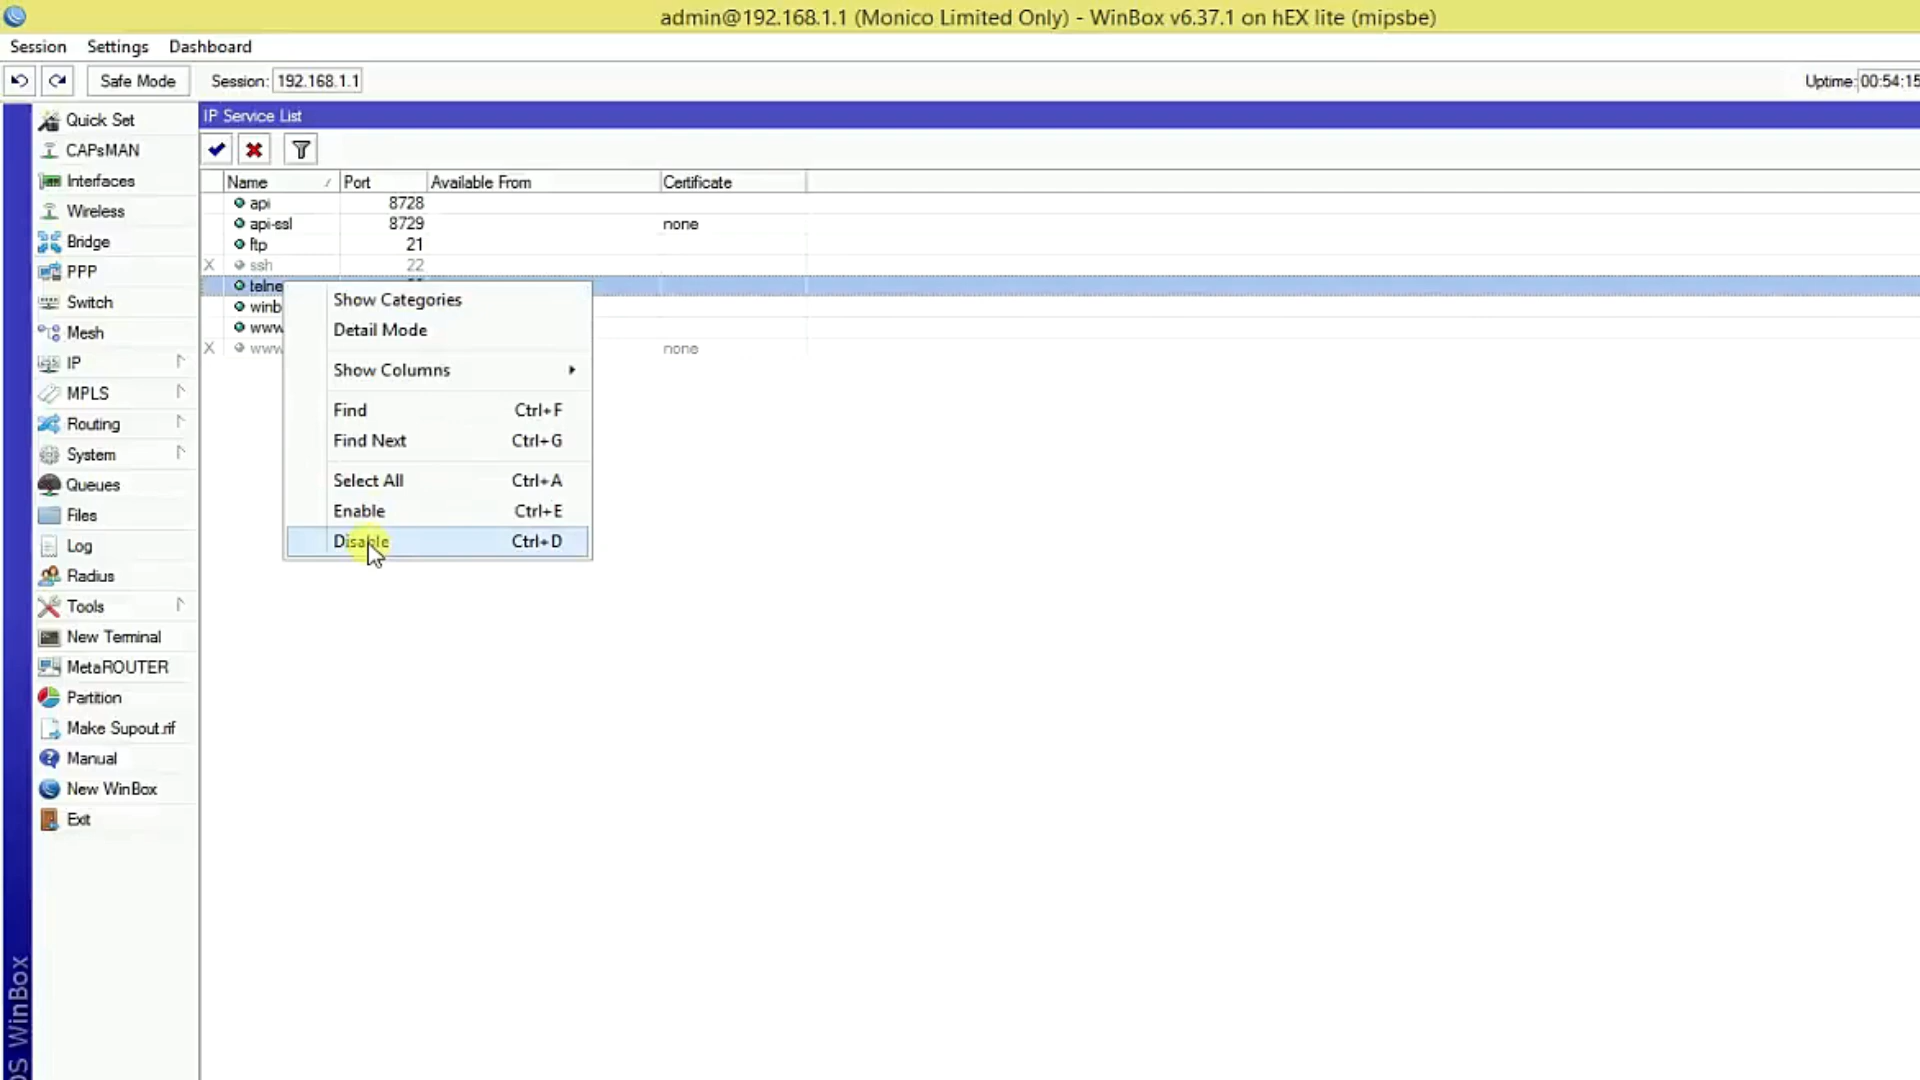 admin@192.168.1.1 (Monico Limited Only) - WinBox v6.37.1 on hEX lite (mipsbe)
Session Settings Dashboard
Safe Mode Session: 192.168.1.1 Uptime: 00:54:15
Quick Set
CAPsMAN
Interfaces
Wireless
Bridge
PPP
Switch
Mesh
IP
MPLS
Routing
System
Queues
Files
Log
Radius
Tools
New Terminal
MetaROUTER
Partition
Make Supout.rif
Manual
New WinBox
Exit
OS WinBox
IP Service List
Name Port Available From Certificate
api 8728
api-ssl 8729 none
ftp 21
X ssh 22
telne
winb
www
X www none
Show Categories
Detail Mode
Show Columns
Find Ctrl+F
Find Next Ctrl+G
Select All Ctrl+A
Enable Ctrl+E
Disable Ctrl+D